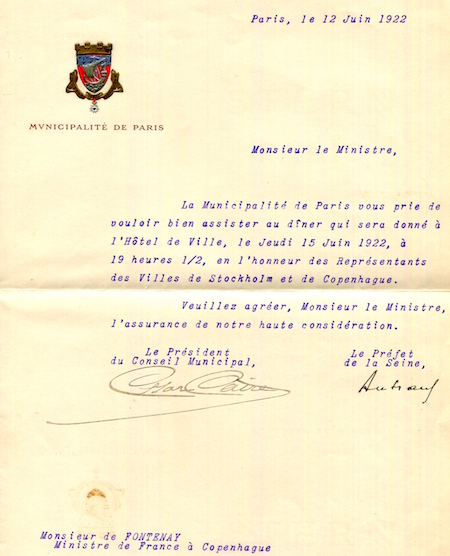 Paris, le 12 Juin 1922
MVNICIPALITÉ DE PARIS
Monsieur le Ministre,
La Municipalité de Paris vous prie de
vouloir bien assister au dîner qui sera donné à
l'Hôtel de Ville, le Jeudi 15 Juin 1922, à
19 heures 1/2, en l'honneur des Représentants
des Villes de Stockholm et de Copenhague.
Veuillez agréer, Monsieur le Ministre,
l'assurance de notre haute considération.
Le Président
du Conseil Municipal,
Le Préfet
de la Seine,
Monsieur de FONTENAY
Ministre de France à Copenhague